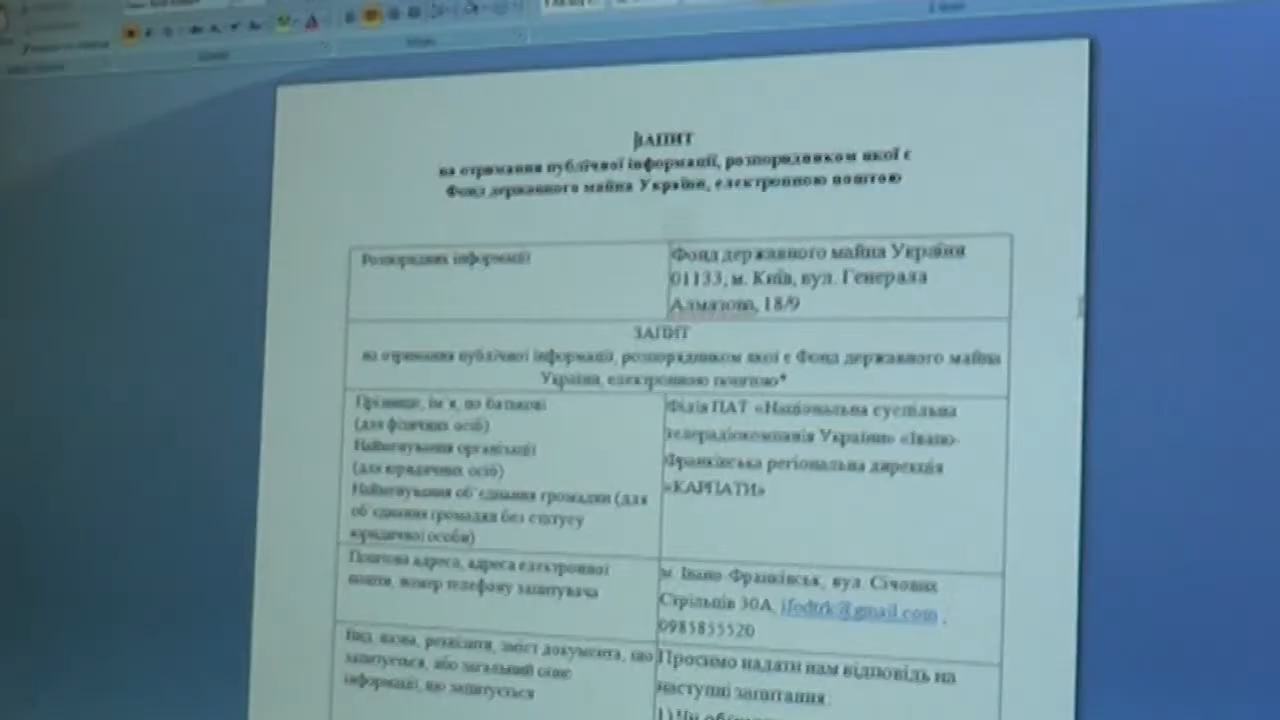 ЗАПИТ
на отримання публічної інформації, розпорядником якої є
Фонд державного майна України, електронною поштою
Розпорядник інформації
Фонд державного майна України
01133, м. Київ, вул. Генерала
Алмазова, 18/9
ЗАПИТ
на отримання публічної інформації, розпорядником якої є Фонд державного майна
України, електронною поштою*
Прізвище, ім'я, по батькові
(для фізичних осіб)
Найменування організації
(для юридичних осіб)
Найменування об'єднання громадян (для
об'єднання громадян без статусу
юридичної особи)
Філія ПАТ «Національна суспільна
телерадіокомпанія України» «Івано-
Франківська регіональна дирекція
«КАРПАТИ»
Поштова адреса, адреса електронної
пошти, номер телефону запитувача
м. Івано-Франківськ, вул. Січових
Стрільців 30А, ifodtrk@gmail.com ,
0985855520
Вид, назва, реквізити, зміст документа, що
запитується, або загальний опис
інформації, що запитується
Просимо надати нам відповідь на
наступні запитання:
1) Чи